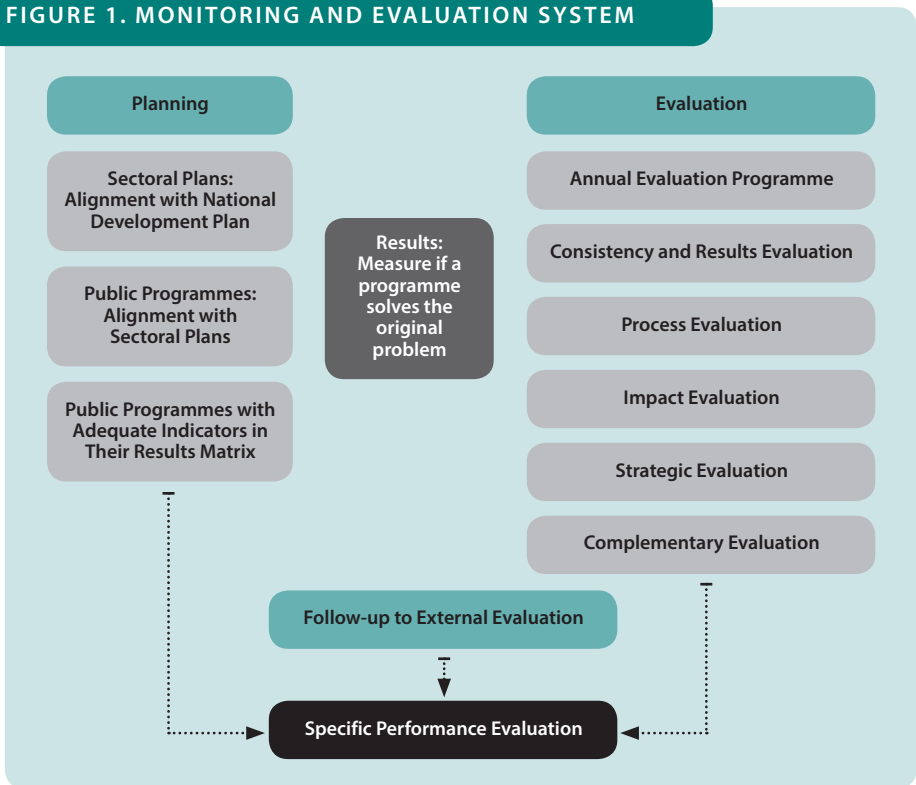 FIGURE 1. MONITORING AND EVALUATION SYSTEM
Planning
Sectoral Plans:
Alignment with National
Development Plan
Public Programmes:
Alignment with
Sectoral Plans
Public Programmes with
Adequate Indicators in
Their Results Matrix
Results:
Measure if a
programme
solves the
original
problem
Evaluation
Annual Evaluation Programme
Consistency and Results Evaluation
Process Evaluation
Impact Evaluation
Strategic Evaluation
Complementary Evaluation
Follow-up to External Evaluation
Specific Performance Evaluation